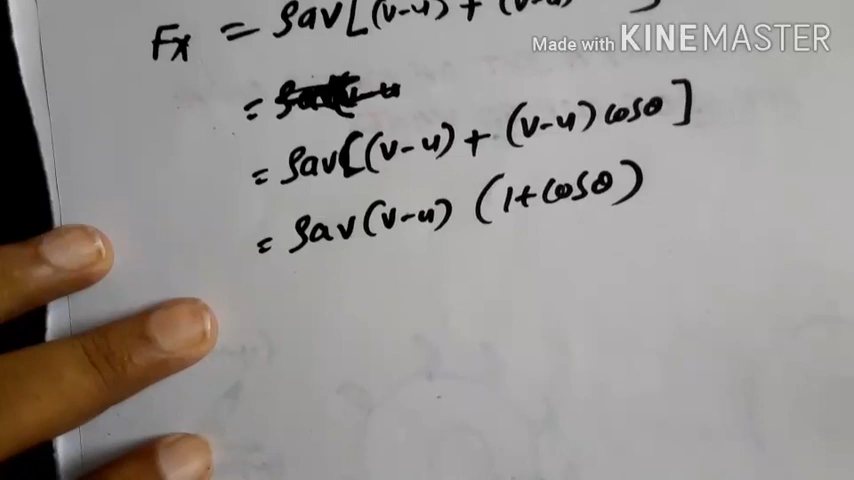 Fx = ρav[(v-u) + (v-u)
Made with KINEMASTER
=
= ρav[(v-u) + (v-u) cosθ]
= ρav(v-u) (1+cosθ)